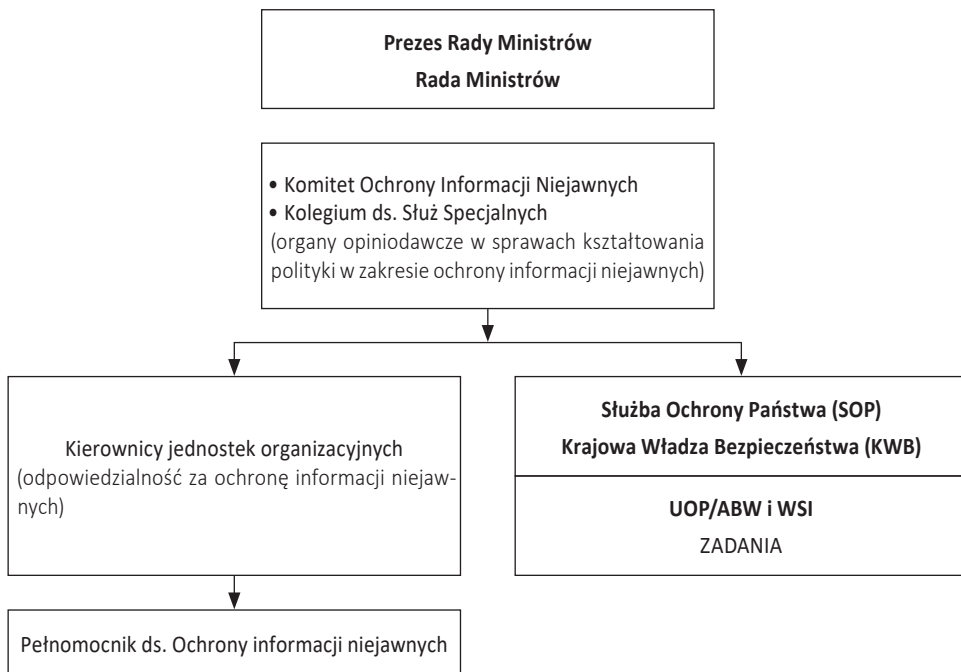 Prezes Rady Ministrów
Rada Ministrów
• Komitet Ochrony Informacji Niejawnych
• Kolegium ds. Służ Specjalnych
(organy opiniodawcze w sprawach kształtowania
polityki w zakresie ochrony informacji niejawnych)
Kierownicy jednostek organizacyjnych
(odpowiedzialność za ochronę informacji niejaw-
nych)
Pełnomocnik ds. Ochrony informacji niejawnych
Służba Ochrony Państwa (SOP)
Krajowa Władza Bezpieczeństwa (KWB)
UOP/ABW i WSI
ZADANIA